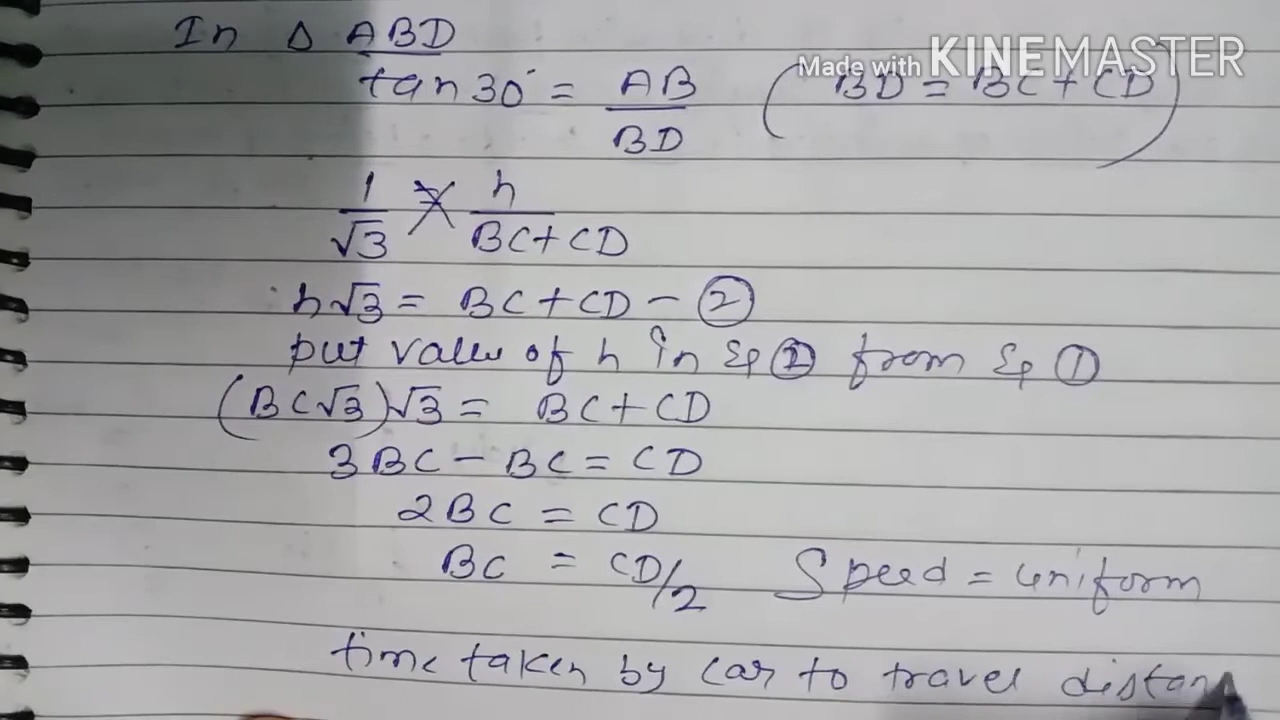 In Δ ABD
Made with KINEMASTER
tan 30° = AB/BD (BD = BC + CD)
1/√3 = h/BC+CD
h√3 = BC + CD - ②
put value of h in Eq ② from Eq ①
(BC√3)√3 = BC + CD
3BC - BC = CD
2BC = CD
BC = CD/2 Speed = uniform
time taken by car to travel distan